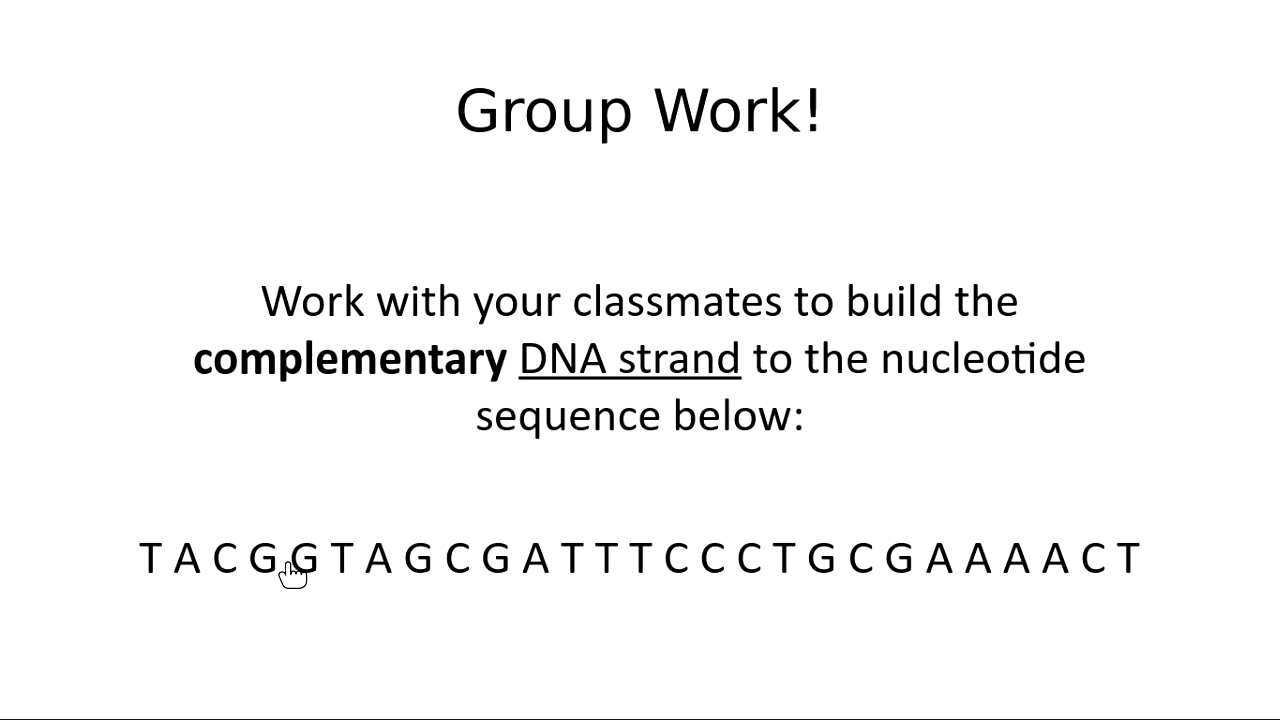 Group Work!
Work with your classmates to build the
complementary DNA strand to the nucleotide
sequence below:
T A C G G T A G C G A T T T C C C T G C G A A A A C T